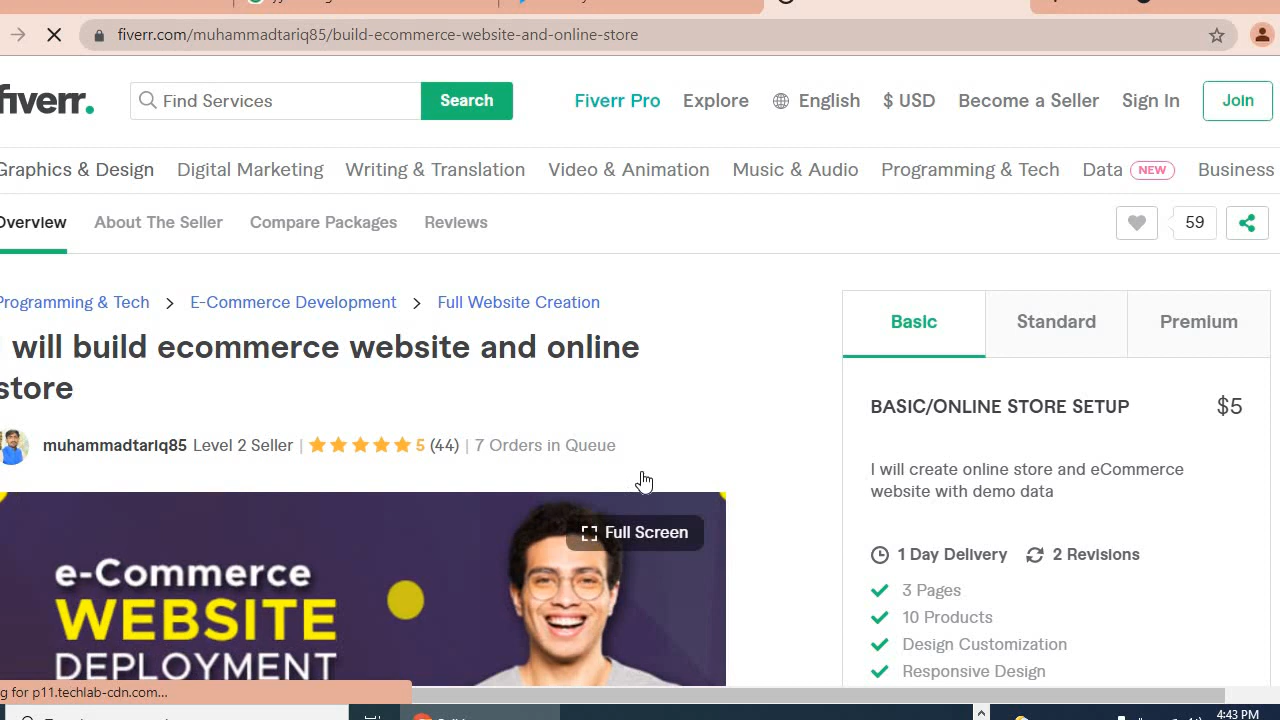 fiverr.com/muhammadtariq85/build-ecommerce-website-and-online-store
fiverr.
Find Services
Search
Fiverr Pro
Explore
English
$ USD
Become a Seller
Sign In
Join
Graphics & Design
Digital Marketing
Writing & Translation
Video & Animation
Music & Audio
Programming & Tech
Data NEW
Business
Overview
About The Seller
Compare Packages
Reviews
59
Programming & Tech > E-Commerce Development > Full Website Creation
will build ecommerce website and online
store
muhammadtariq85 Level 2 Seller | 5 (44) | 7 Orders in Queue
Full Screen
e-Commerce
WEBSITE
DEPLOYMENT
Basic
Standard
Premium
BASIC/ONLINE STORE SETUP
$5
I will create online store and eCommerce
website with demo data
1 Day Delivery
2 Revisions
3 Pages
10 Products
Design Customization
Responsive Design
g for p11.techlab-cdn.com...
4:43 PM